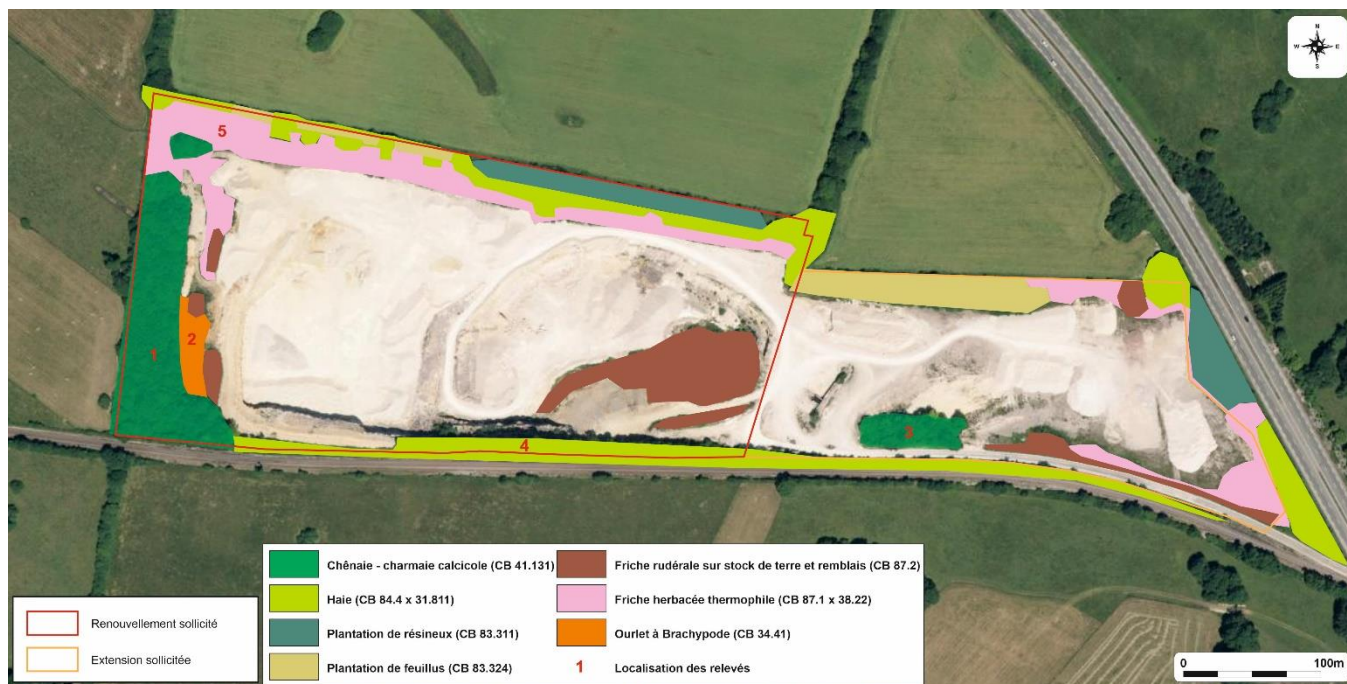 N
W E
S
5
1
2
3
4
Chênaie - charmaie calcicole (CB 41.131)
Haie (CB 84.4 x 31.811)
Plantation de résineux (CB 83.311)
Plantation de feuillus (CB 83.324)
Friche rudérale sur stock de terre et remblais (CB 87.2)
Friche herbacée thermophile (CB 87.1 x 38.22)
Ourlet à Brachypode (CB 34.41)
1 Localisation des relevés
Renouvellement sollicité
Extension sollicitée
0 100m